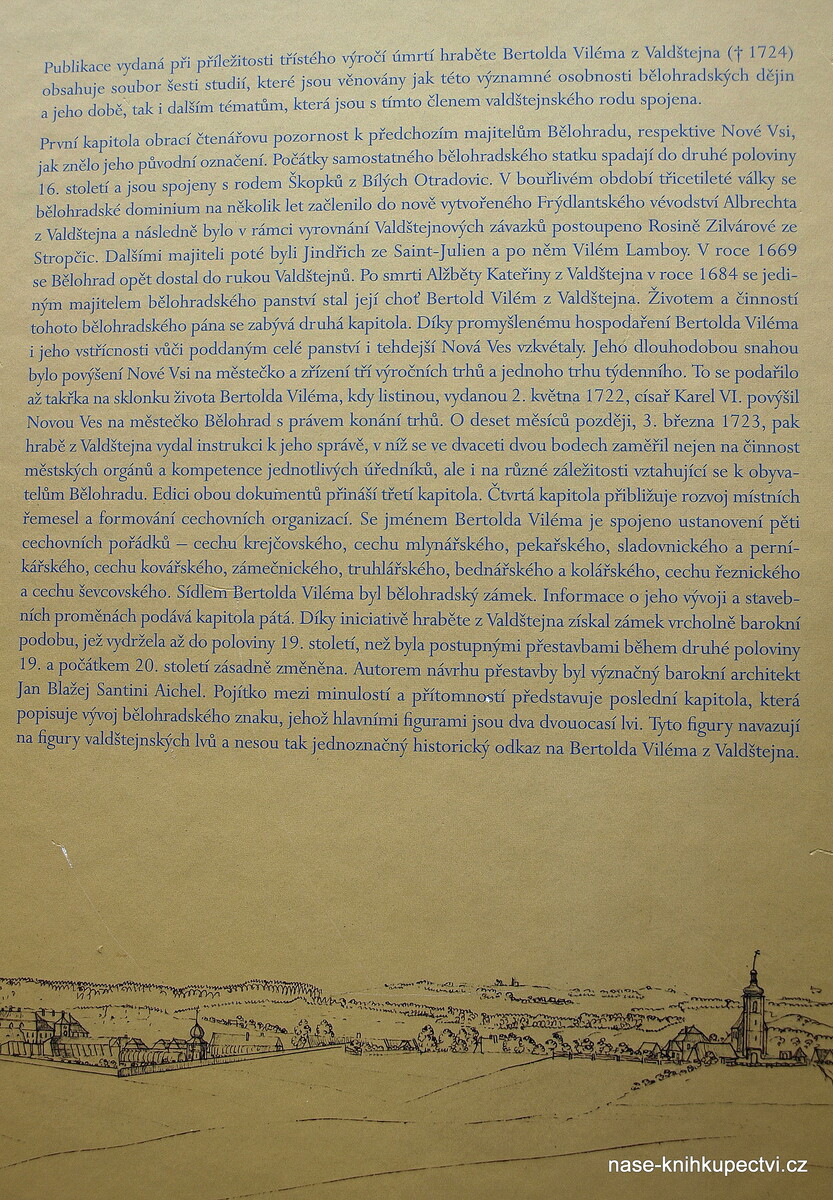 Publikace vydaná při příležitosti třístého výročí úmrtí hraběte Bertolda Viléma z Valdštejna († 1724)
obsahuje soubor šesti studií, které jsou věnovány jak této významné osobnosti bělohradských dějin
a jeho době, tak i dalším tématům, která jsou s tímto členem valdštejnského rodu spojena.
První kapitola obrací čtenářovu pozornost k předchozím majitelům Bělohradu, respektive Nové Vsi,
jak znělo jeho původní označení. Počátky samostatného bělohradského statku spadají do druhé poloviny
16. století a jsou spojeny s rodem Škopků z Bílých Otradovic. V bouřlivém období třicetileté války se
bělohradské dominium na několik let začlenilo do nově vytvořeného Frýdlantského vévodství Albrechta
z Valdštejna a následně bylo v rámci vyrovnání Valdštejnových závazků postoupeno Rosině Zilvárové ze
Stropčic. Dalšími majiteli poté byli Jindřich ze Saint-Julien a po něm Vilém Lamboy. V roce 1669
se Bělohrad opět dostal do rukou Valdštejnů. Po smrti Alžběty Kateřiny z Valdštejna v roce 1684 se jedi-
ným majitelem bělohradského panství stal její choť Bertold Vilém z Valdštejna. Životem a činností
tohoto bělohradského pána se zabývá druhá kapitola. Díky promyšlenému hospodaření Bertolda Viléma
i jeho vstřícnosti vůči poddaným celé panství i tehdejší Nová Ves vzkvétaly. Jeho dlouhodobou snahou
bylo povýšení Nové Vsi na městečko a zřízení tří výročních trhů a jednoho trhu týdenního. To se podařilo
až takřka na sklonku života Bertolda Viléma, kdy listinou, vydanou 2. května 1722, císař Karel VI. povýšil
Novou Ves na městečko Bělohrad s právem konání trhů. O deset měsíců později, 3. března 1723, pak
hrabě z Valdštejna vydal instrukci k jeho správě, v níž se ve dvaceti dvou bodech zaměřil nejen na činnost
městských orgánů a kompetence jednotlivých úředníků, ale i na různé záležitosti vztahující se k obyva-
telům Bělohradu. Edici obou dokumentů přináší třetí kapitola. Čtvrtá kapitola přibližuje rozvoj místních
řemesel a formování cechovních organizací. Se jménem Bertolda Viléma je spojeno ustanovení pěti
cechovních pořádků – cechu krejčovského, cechu mlynářského, pekařského, sladovnického a perní-
kářského, cechu kovářského, zámečnického, truhlářského, bednářského a kolářského, cechu řeznického
a cechu ševcovského. Sídlem Bertolda Viléma byl bělohradský zámek. Informace o jeho vývoji a staveb-
ních proměnách podává kapitola pátá. Díky iniciativě hraběte z Valdštejna získal zámek vrcholně barokní
podobu, jež vydržela až do poloviny 19. století, než byla postupnými přestavbami během druhé poloviny
19. a počátkem 20. století zásadně změněna. Autorem návrhu přestavby byl význačný barokní architekt
Jan Blažej Santini Aichel. Pojítko mezi minulostí a přítomností představuje poslední kapitola, která
popisuje vývoj bělohradského znaku, jehož hlavními figurami jsou dva dvouocasí lvi. Tyto figury navazují
na figury valdštejnských lvů a nesou tak jednoznačný historický odkaz na Bertolda Viléma z Valdštejna.
nase-knihkupectvi.cz